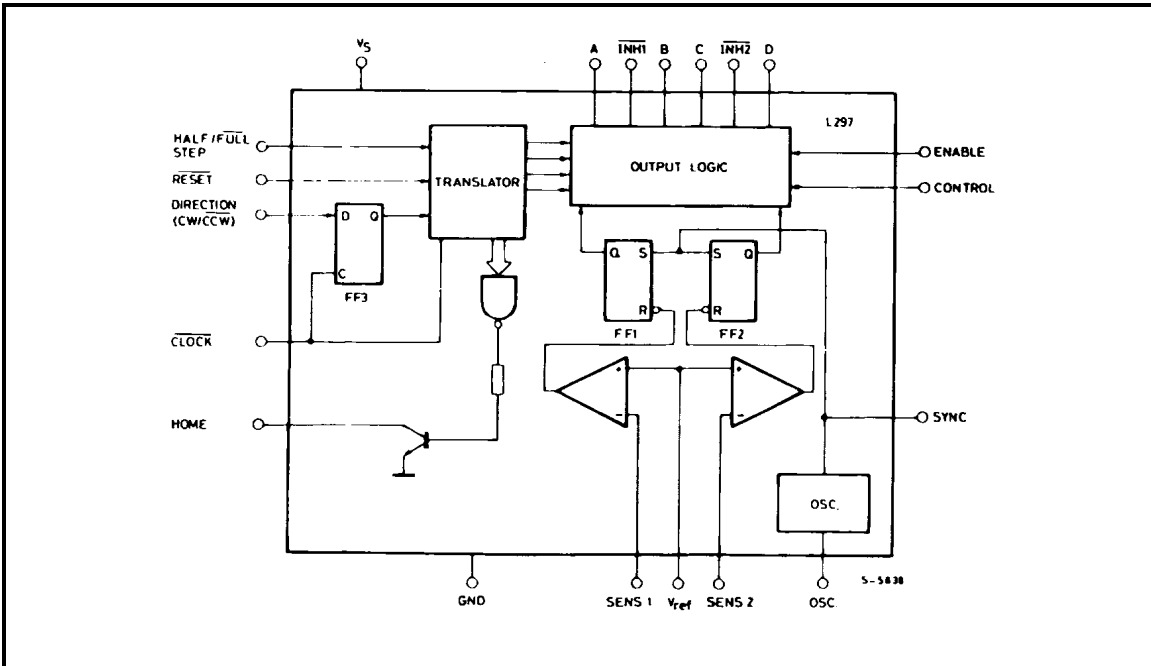 VS
A INH1 B C INH2 D
L297
HALF/FULL
STEP
RESET
DIRECTION
(CW/CCW)
TRANSLATOR
OUTPUT LOGIC
ENABLE
CONTROL
D Q
C
FF3
Q S
R
FF1
S Q
R
FF2
CLOCK
HOME
+
-
+
-
SYNC
OSC.
GND
SENS 1
Vref
SENS 2
OSC.
S-5838